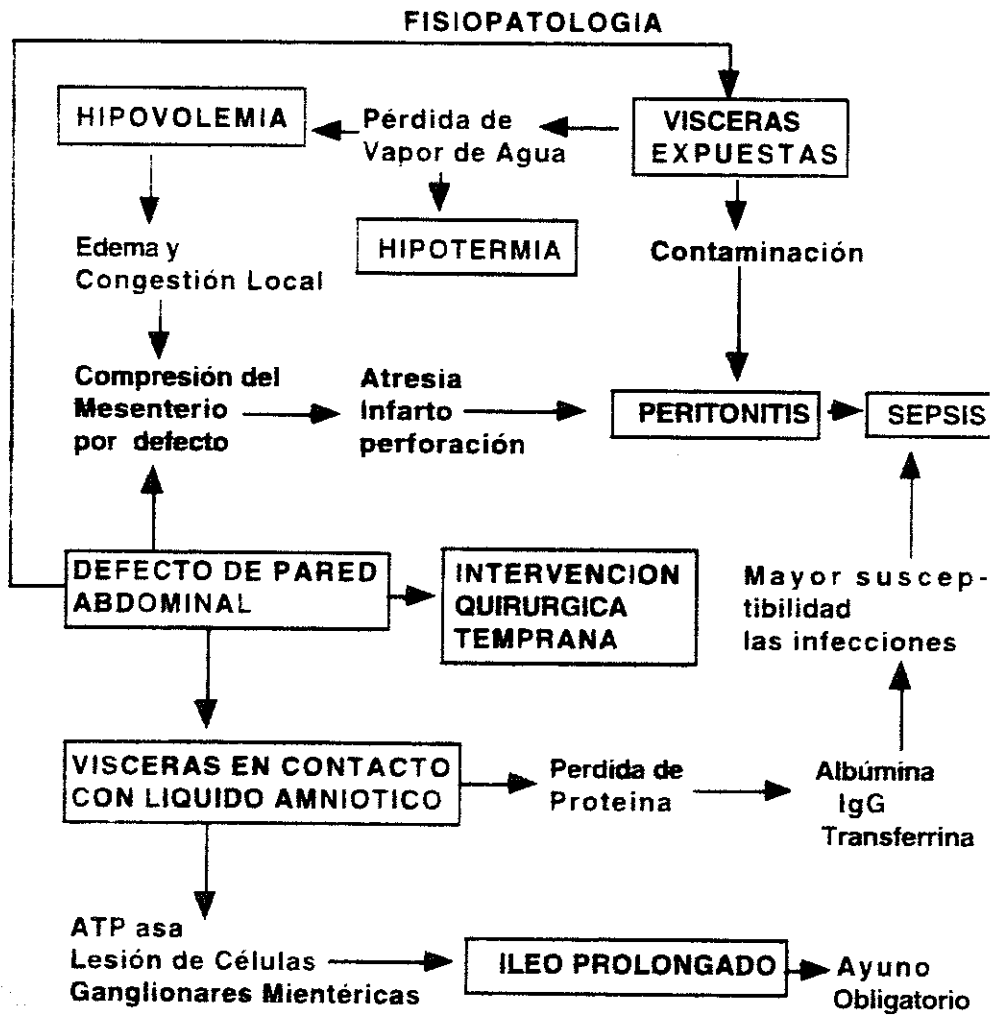 FISIOPATOLOGIA
HIPOVOLEMIA
Pérdida de
Vapor de Agua
VISCERAS
EXPUESTAS
HIPOTERMIA
Edema y
Congestión Local
Contaminación
Compresión del
Mesenterio
por defecto
Atresia
Infarto
perforación
PERITONITIS
SEPSIS
DEFECTO DE PARED
ABDOMINAL
INTERVENCION
QUIRURGICA
TEMPRANA
Mayor suscep-
tibilidad
las infecciones
VISCERAS EN CONTACTO
CON LIQUIDO AMNIOTICO
Perdida de
Proteina
Albúmina
IgG
Transferrina
ATP asa
Lesión de Células
Ganglionares Mientéricas
ILEO PROLONGADO
Ayuno
Obligatorio